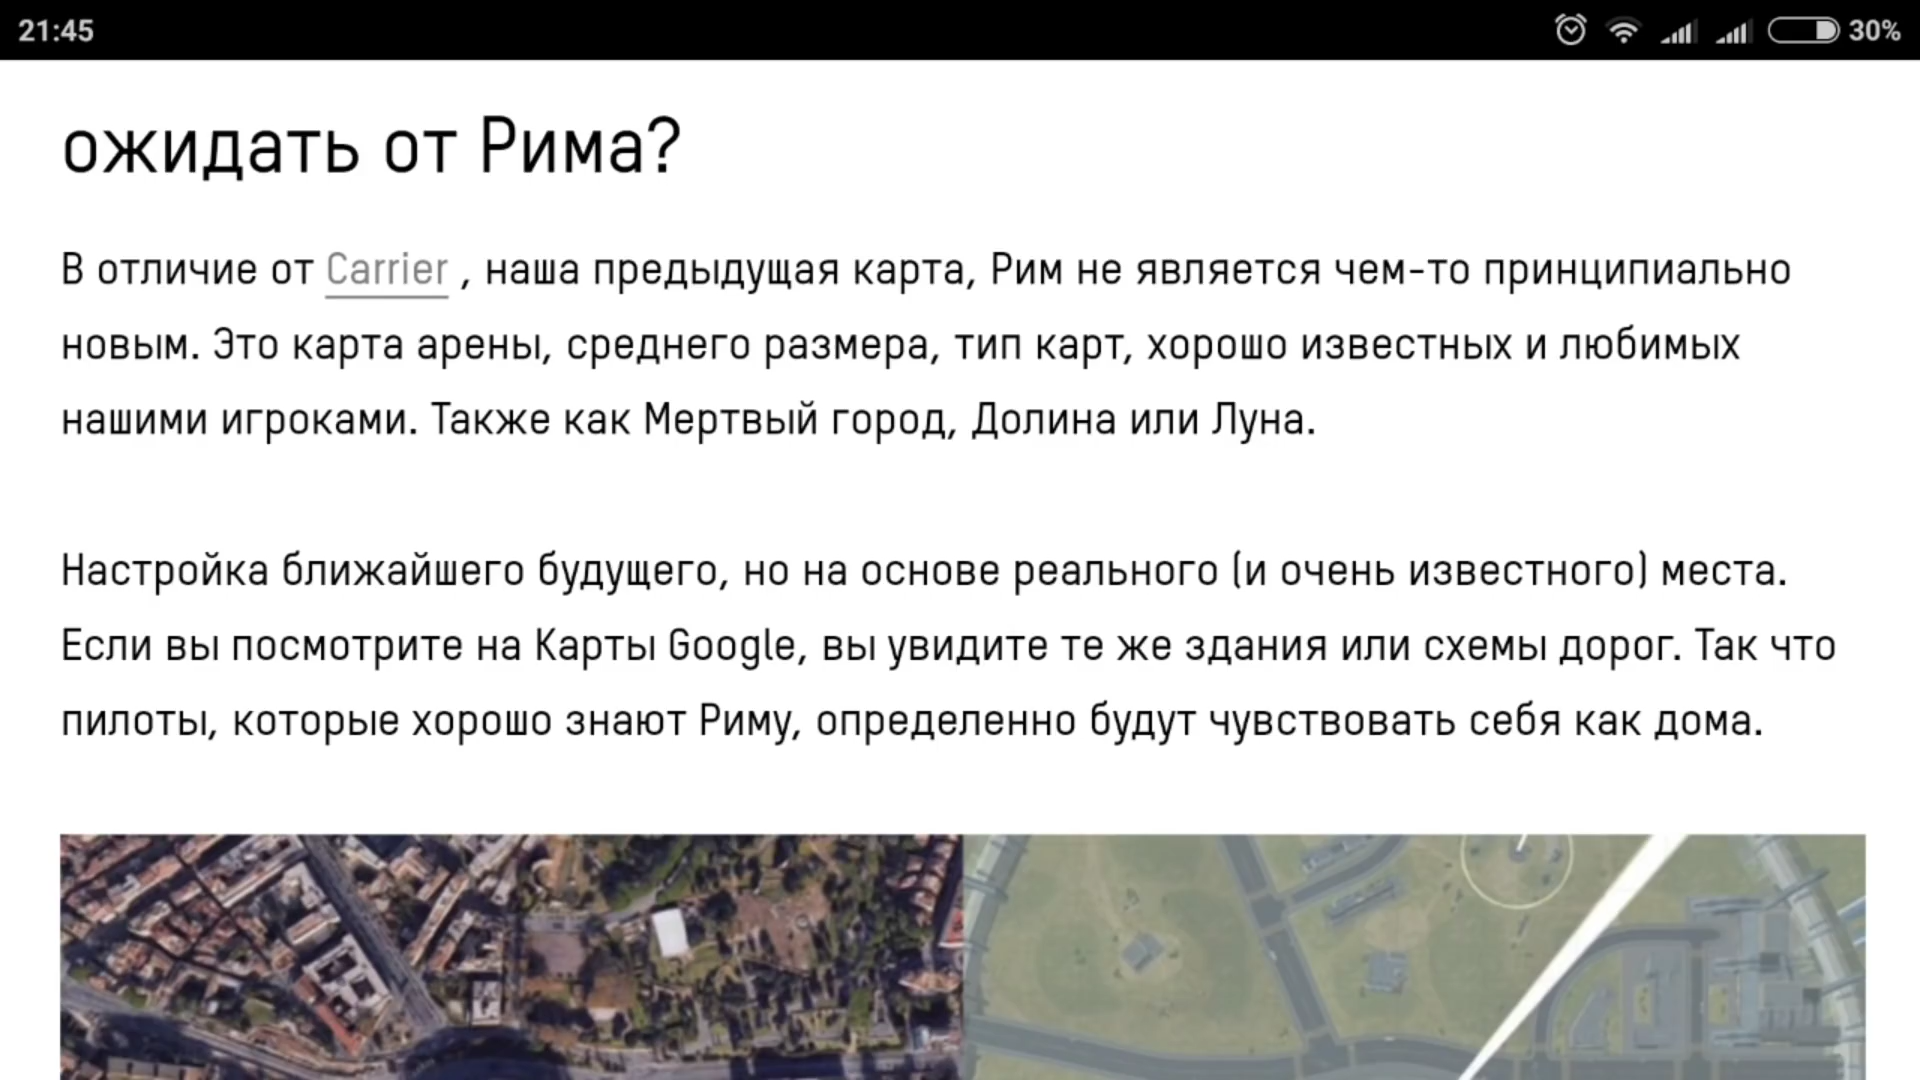 21:45
30%
ожидать от Рима?
В отличие от Carrier , наша предыдущая карта, Рим не является чем-то принципиально
новым. Это карта арены, среднего размера, тип карт, хорошо известных и любимых
нашими игроками. Также как Мертвый город, Долина или Луна.
Настройка ближайшего будущего, но на основе реального (и очень известного) места.
Если вы посмотрите на Карты Google, вы увидите те же здания или схемы дорог. Так что
пилоты, которые хорошо знают Риму, определенно будут чувствовать себя как дома.